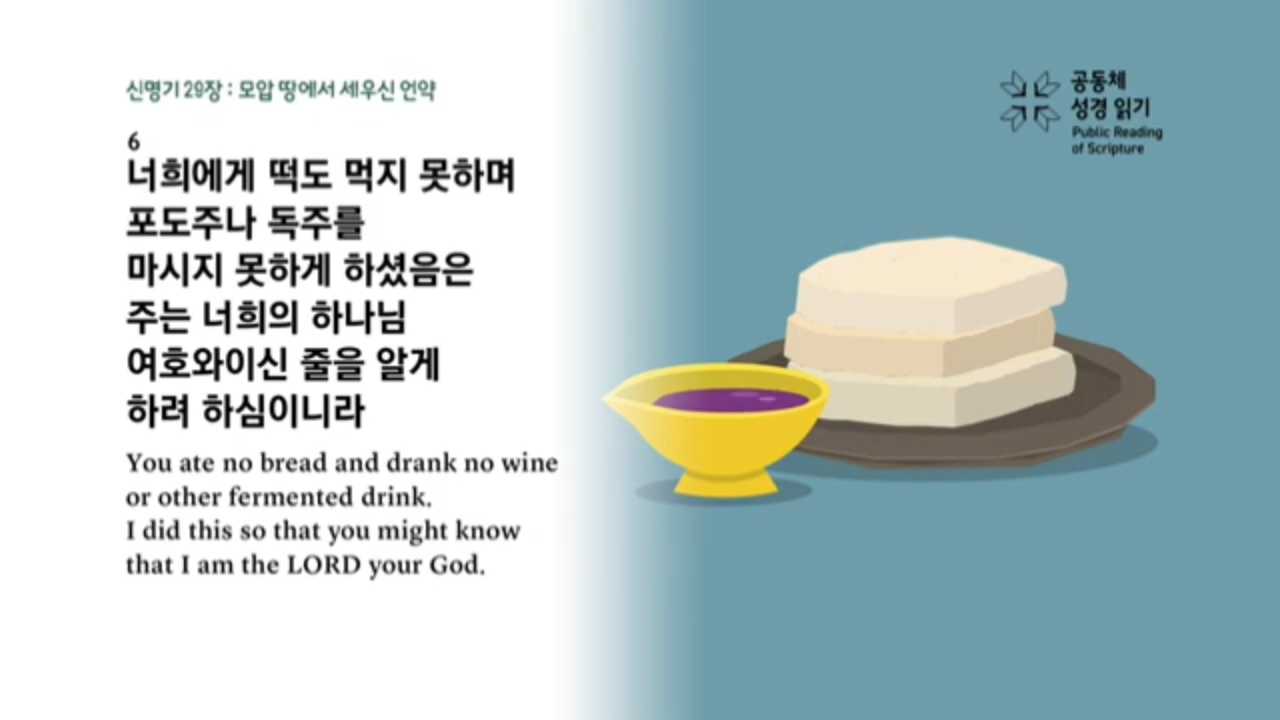 신명기 29장 : 모압 땅에서 세우신 언약
6
너희에게 떡도 먹지 못하며
포도주나 독주를
마시지 못하게 하셨음은
주는 너희의 하나님
여호와이신 줄을 알게
하려 하심이니라
You ate no bread and drank no wine
or other fermented drink.
I did this so that you might know
that I am the LORD your God.
공동체
성경 읽기
Public Reading
of Scripture